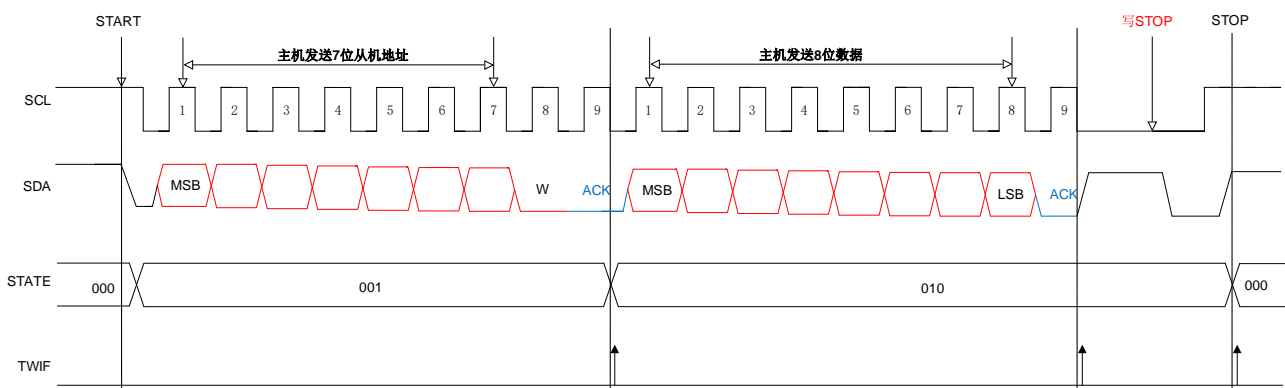 START 写STOP STOP
主机发送7位从机地址 主机发送8位数据
SCL 1 2 3 4 5 6 7 8 9 1 2 3 4 5 6 7 8 9
SDA MSB W ACK MSB LSB ACK
STATE 000 001 010 000
TWIF